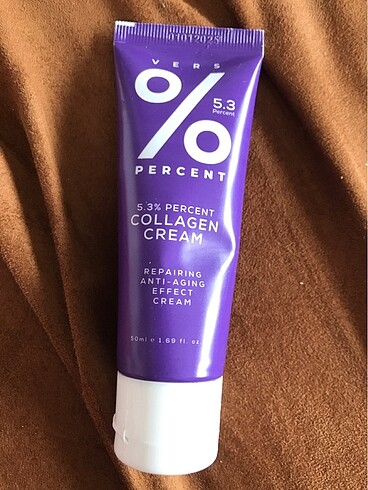 01012025
VERS
%
5.3
Percent
PERCENT
5.3% PERCENT
COLLAGEN
CREAM
REPAIRING
ANTI-AGING
EFFECT
CREAM
50ml e 1.69 fl. oz.